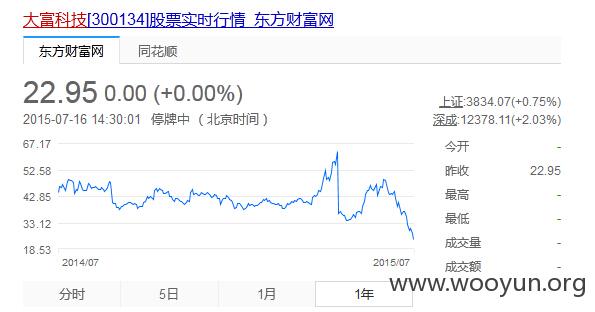 大富科技[300134]股票实时行情_东方财富网
东方财富网 同花顺
22.95 0.00 (+0.00%)
2015-07-16 14:30:01 停牌中 ( 北京时间 )
上证:3834.07(+0.75%)
深成:12378.11(+2.03%)
67.17
52.58
42.85
33.12
18.53
2014/07 2015/07
今开 -
昨收 22.95
最高 -
最低 -
成交量 -
成交额 -
分时 5日 1月 1年
www.wooyun.org